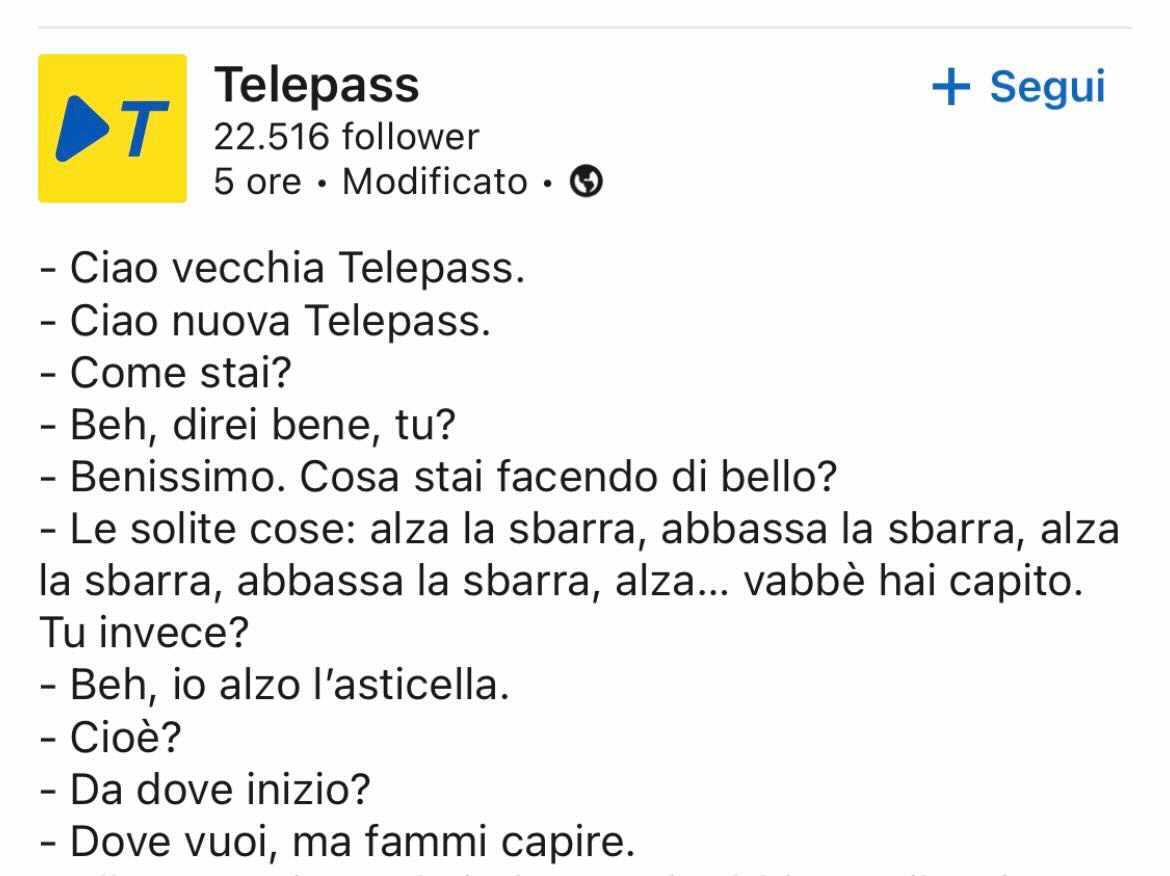 Telepass
+ Segui
22.516 follower
5 ore • Modificato •
T
- Ciao vecchia Telepass.
- Ciao nuova Telepass.
- Come stai?
- Beh, direi bene, tu?
- Benissimo. Cosa stai facendo di bello?
- Le solite cose: alza la sbarra, abbassa la sbarra, alza
la sbarra, abbassa la sbarra, alza... vabbè hai capito.
Tu invece?
- Beh, io alzo l’asticella.
- Cioè?
- Da dove inizio?
- Dove vuoi, ma fammi capire.